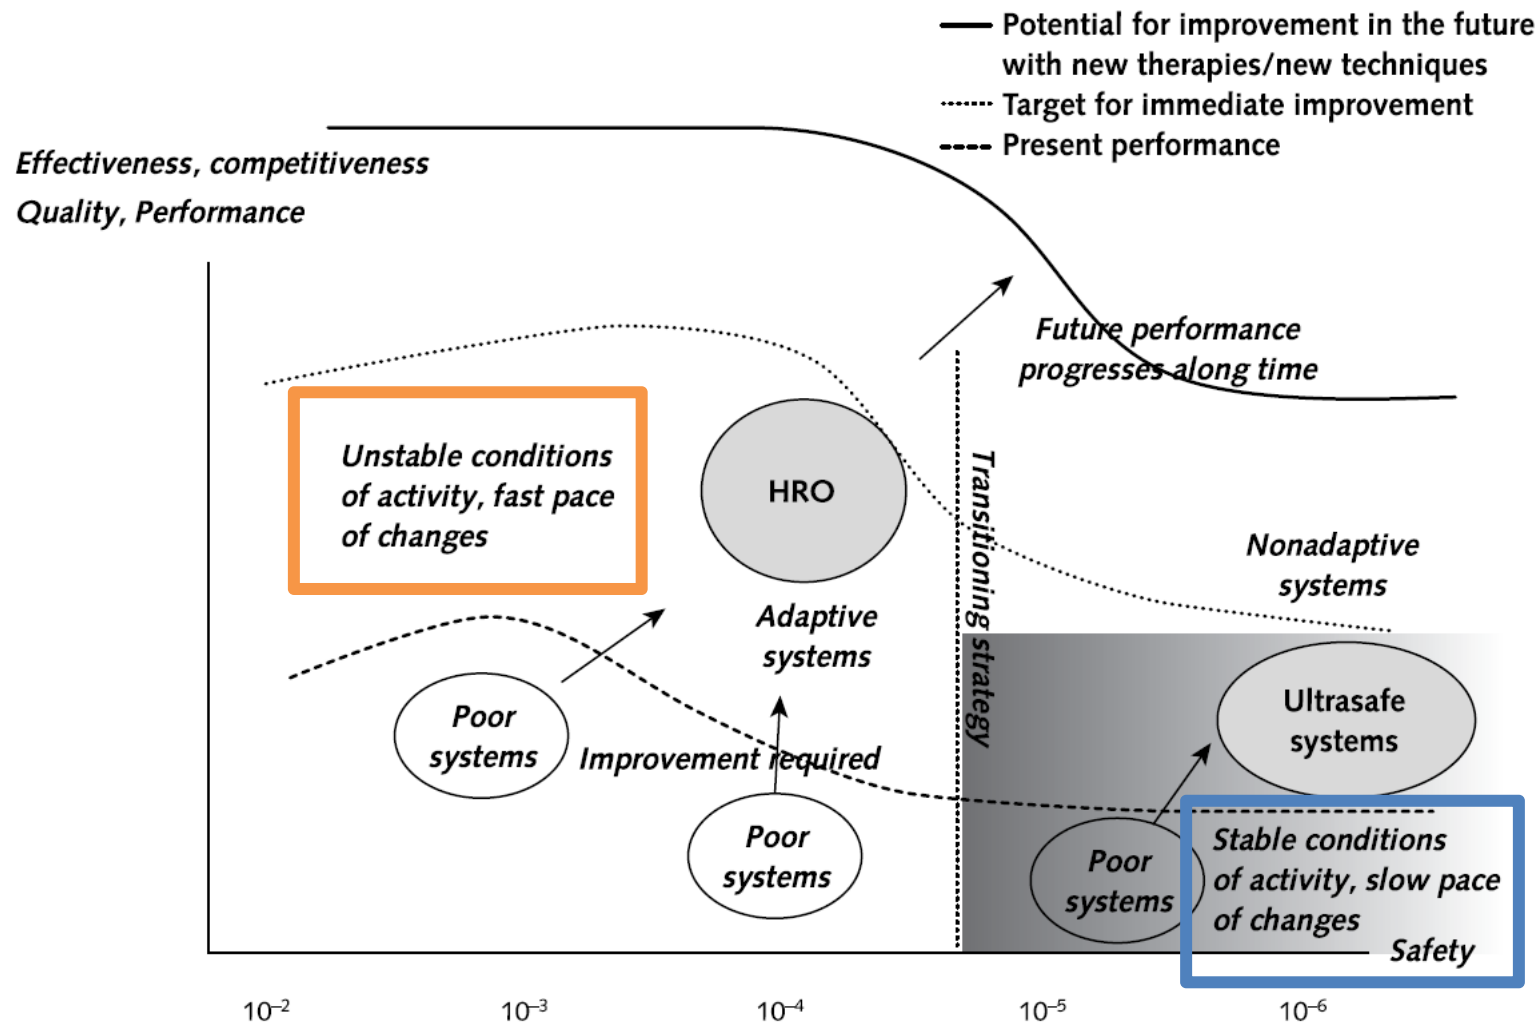 Potential for improvement in the future
with new therapies/new techniques
Target for immediate improvement
Present performance
Effectiveness, competitiveness
Quality, Performance
Future performance
progresses along time
Unstable conditions
of activity, fast pace
of changes
HRO
Transitioning strategy
Nonadaptive
systems
Adaptive
systems
Poor
systems
Improvement required
Ultrasafe
systems
Poor
systems
Poor
systems
Stable conditions
of activity, slow pace
of changes
Safety
10⁻² 10⁻³ 10⁻⁴ 10⁻⁵ 10⁻⁶